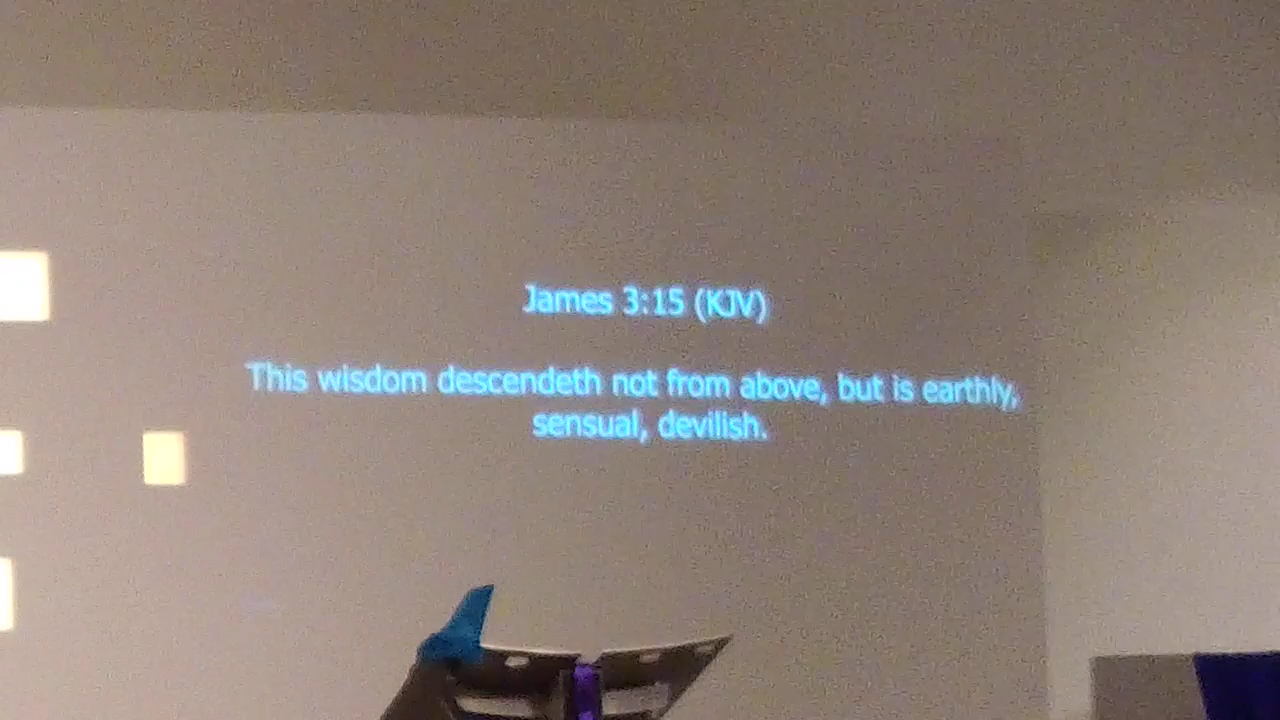 James 3:15 (KJV)
This wisdom descendeth not from above, but is earthly,
sensual, devilish.